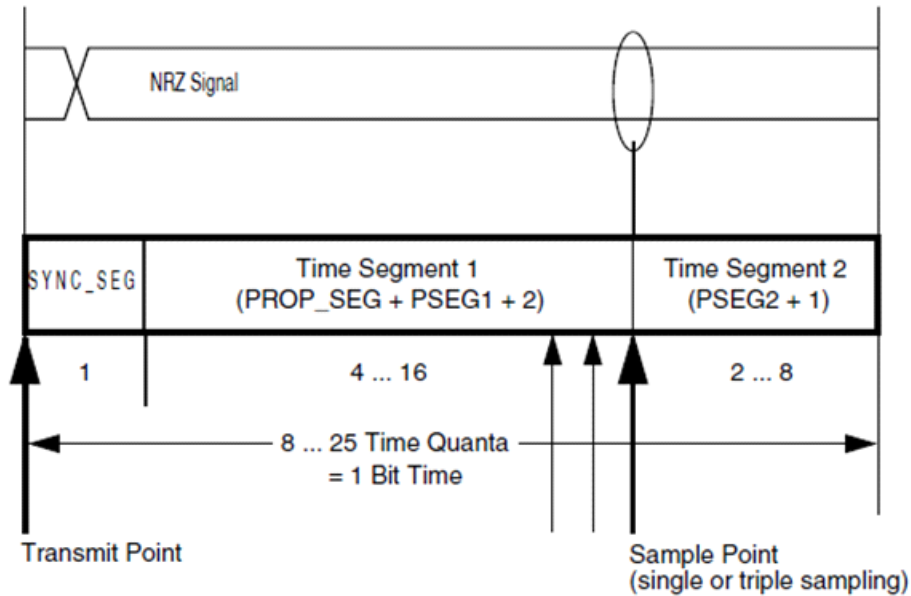 NRZ Signal
SYNC_SEG
Time Segment 1
(PROP_SEG + PSEG1 + 2)
Time Segment 2
(PSEG2 + 1)
1
4 ... 16
2 ... 8
8 ... 25 Time Quanta
= 1 Bit Time
Transmit Point
Sample Point
(single or triple sampling)